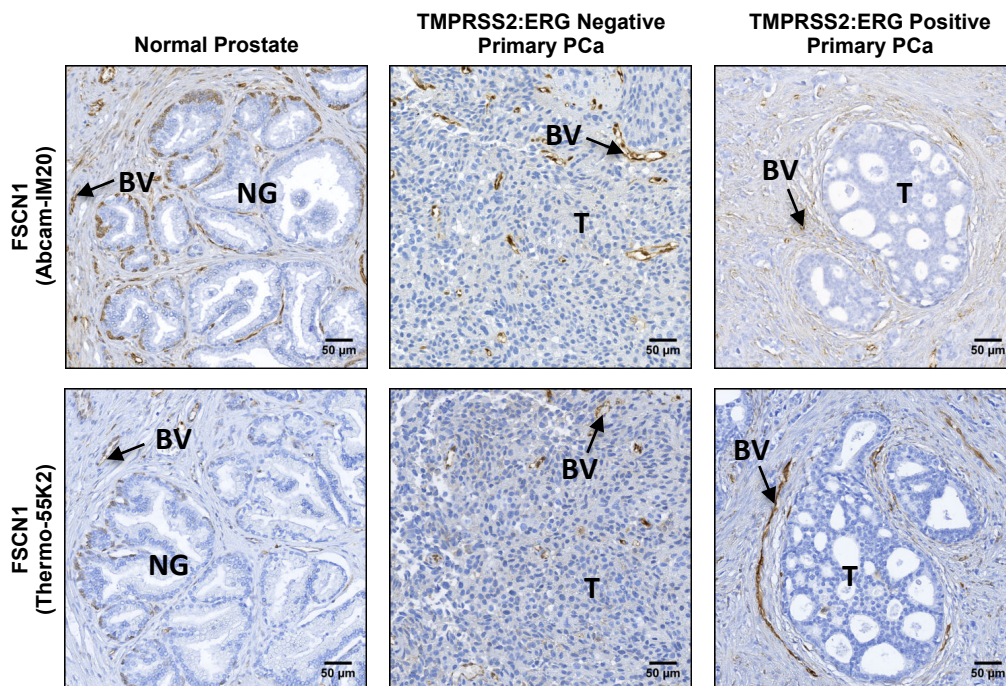 Normal Prostate
TMPRSS2:ERG Negative
Primary PCa
TMPRSS2:ERG Positive
Primary PCa
FSCN1
(Abcam-IM20)
BV
NG
50 µm
BV
T
50 µm
BV
T
50 µm
FSCN1
(Thermo-55K2)
BV
NG
50 µm
BV
T
50 µm
BV
T
50 µm